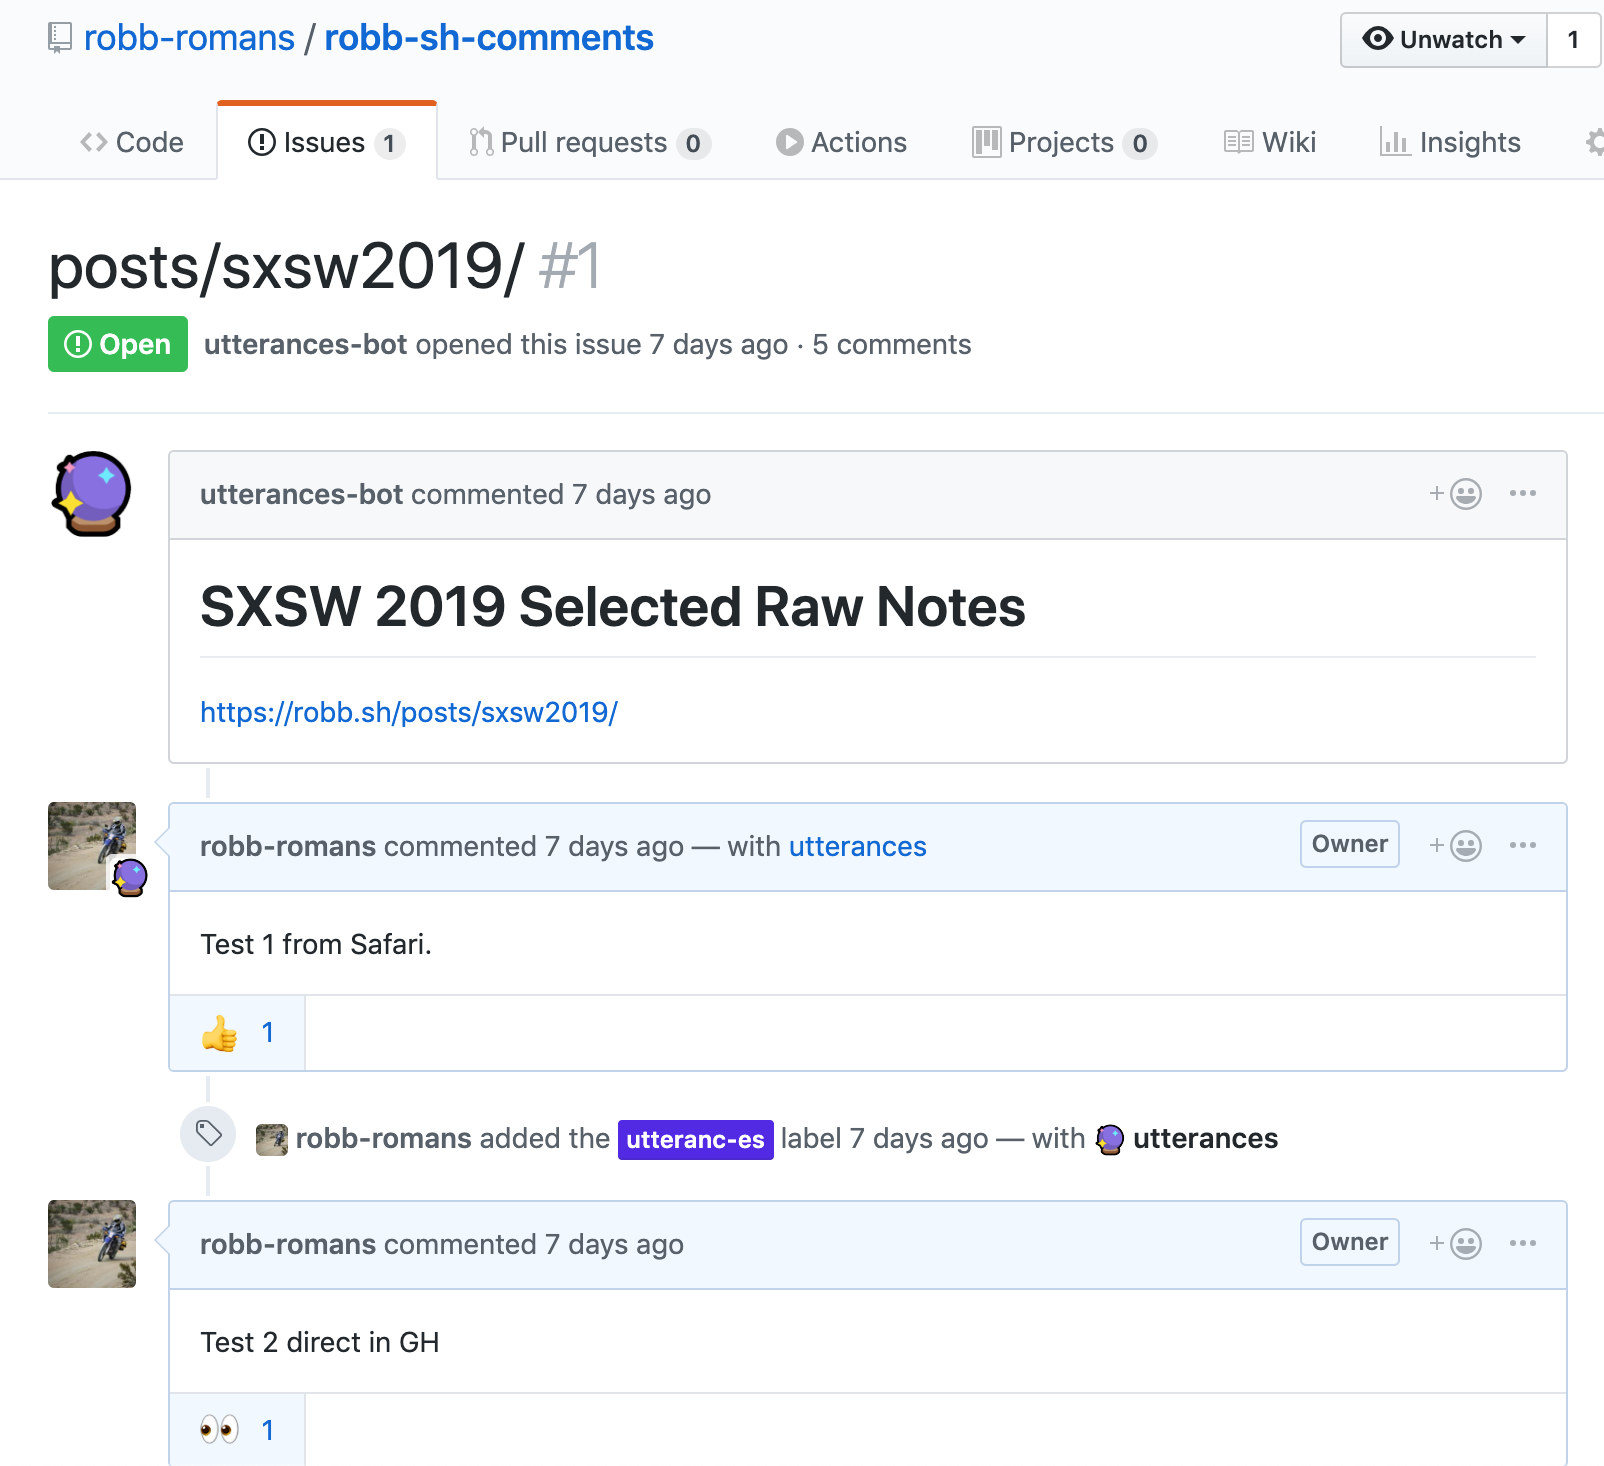 robb-romans / robb-sh-comments
Unwatch 1
Code Issues 1 Pull requests 0 Actions Projects 0 Wiki Insights
posts/sxsw2019/ #1
Open utterances-bot opened this issue 7 days ago · 5 comments
utterances-bot commented 7 days ago
SXSW 2019 Selected Raw Notes
https://robb.sh/posts/sxsw2019/
robb-romans commented 7 days ago — with utterances Owner
Test 1 from Safari.
👍 1
robb-romans added the utteranc-es label 7 days ago — with utterances
robb-romans commented 7 days ago Owner
Test 2 direct in GH
👀 1